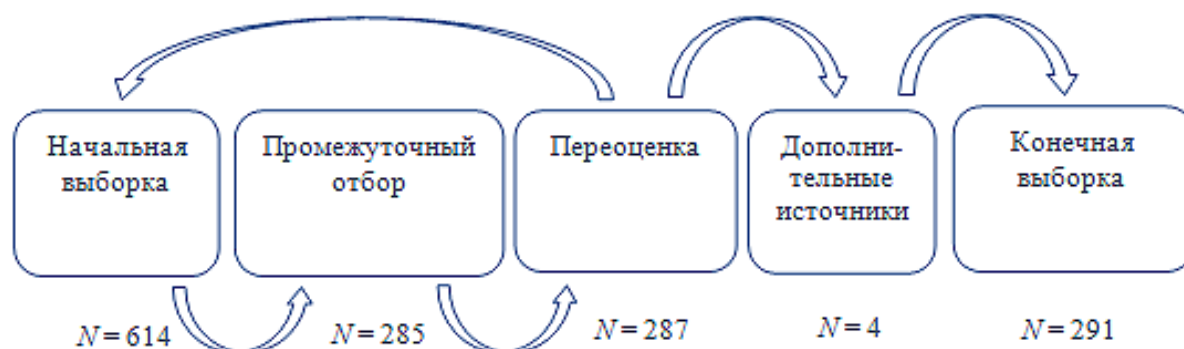 Начальная
выборка
Промежуточный
отбор
Переоценка
Дополни-
тельные
источники
Конечная
выборка
N = 614
N = 285
N = 287
N = 4
N = 291